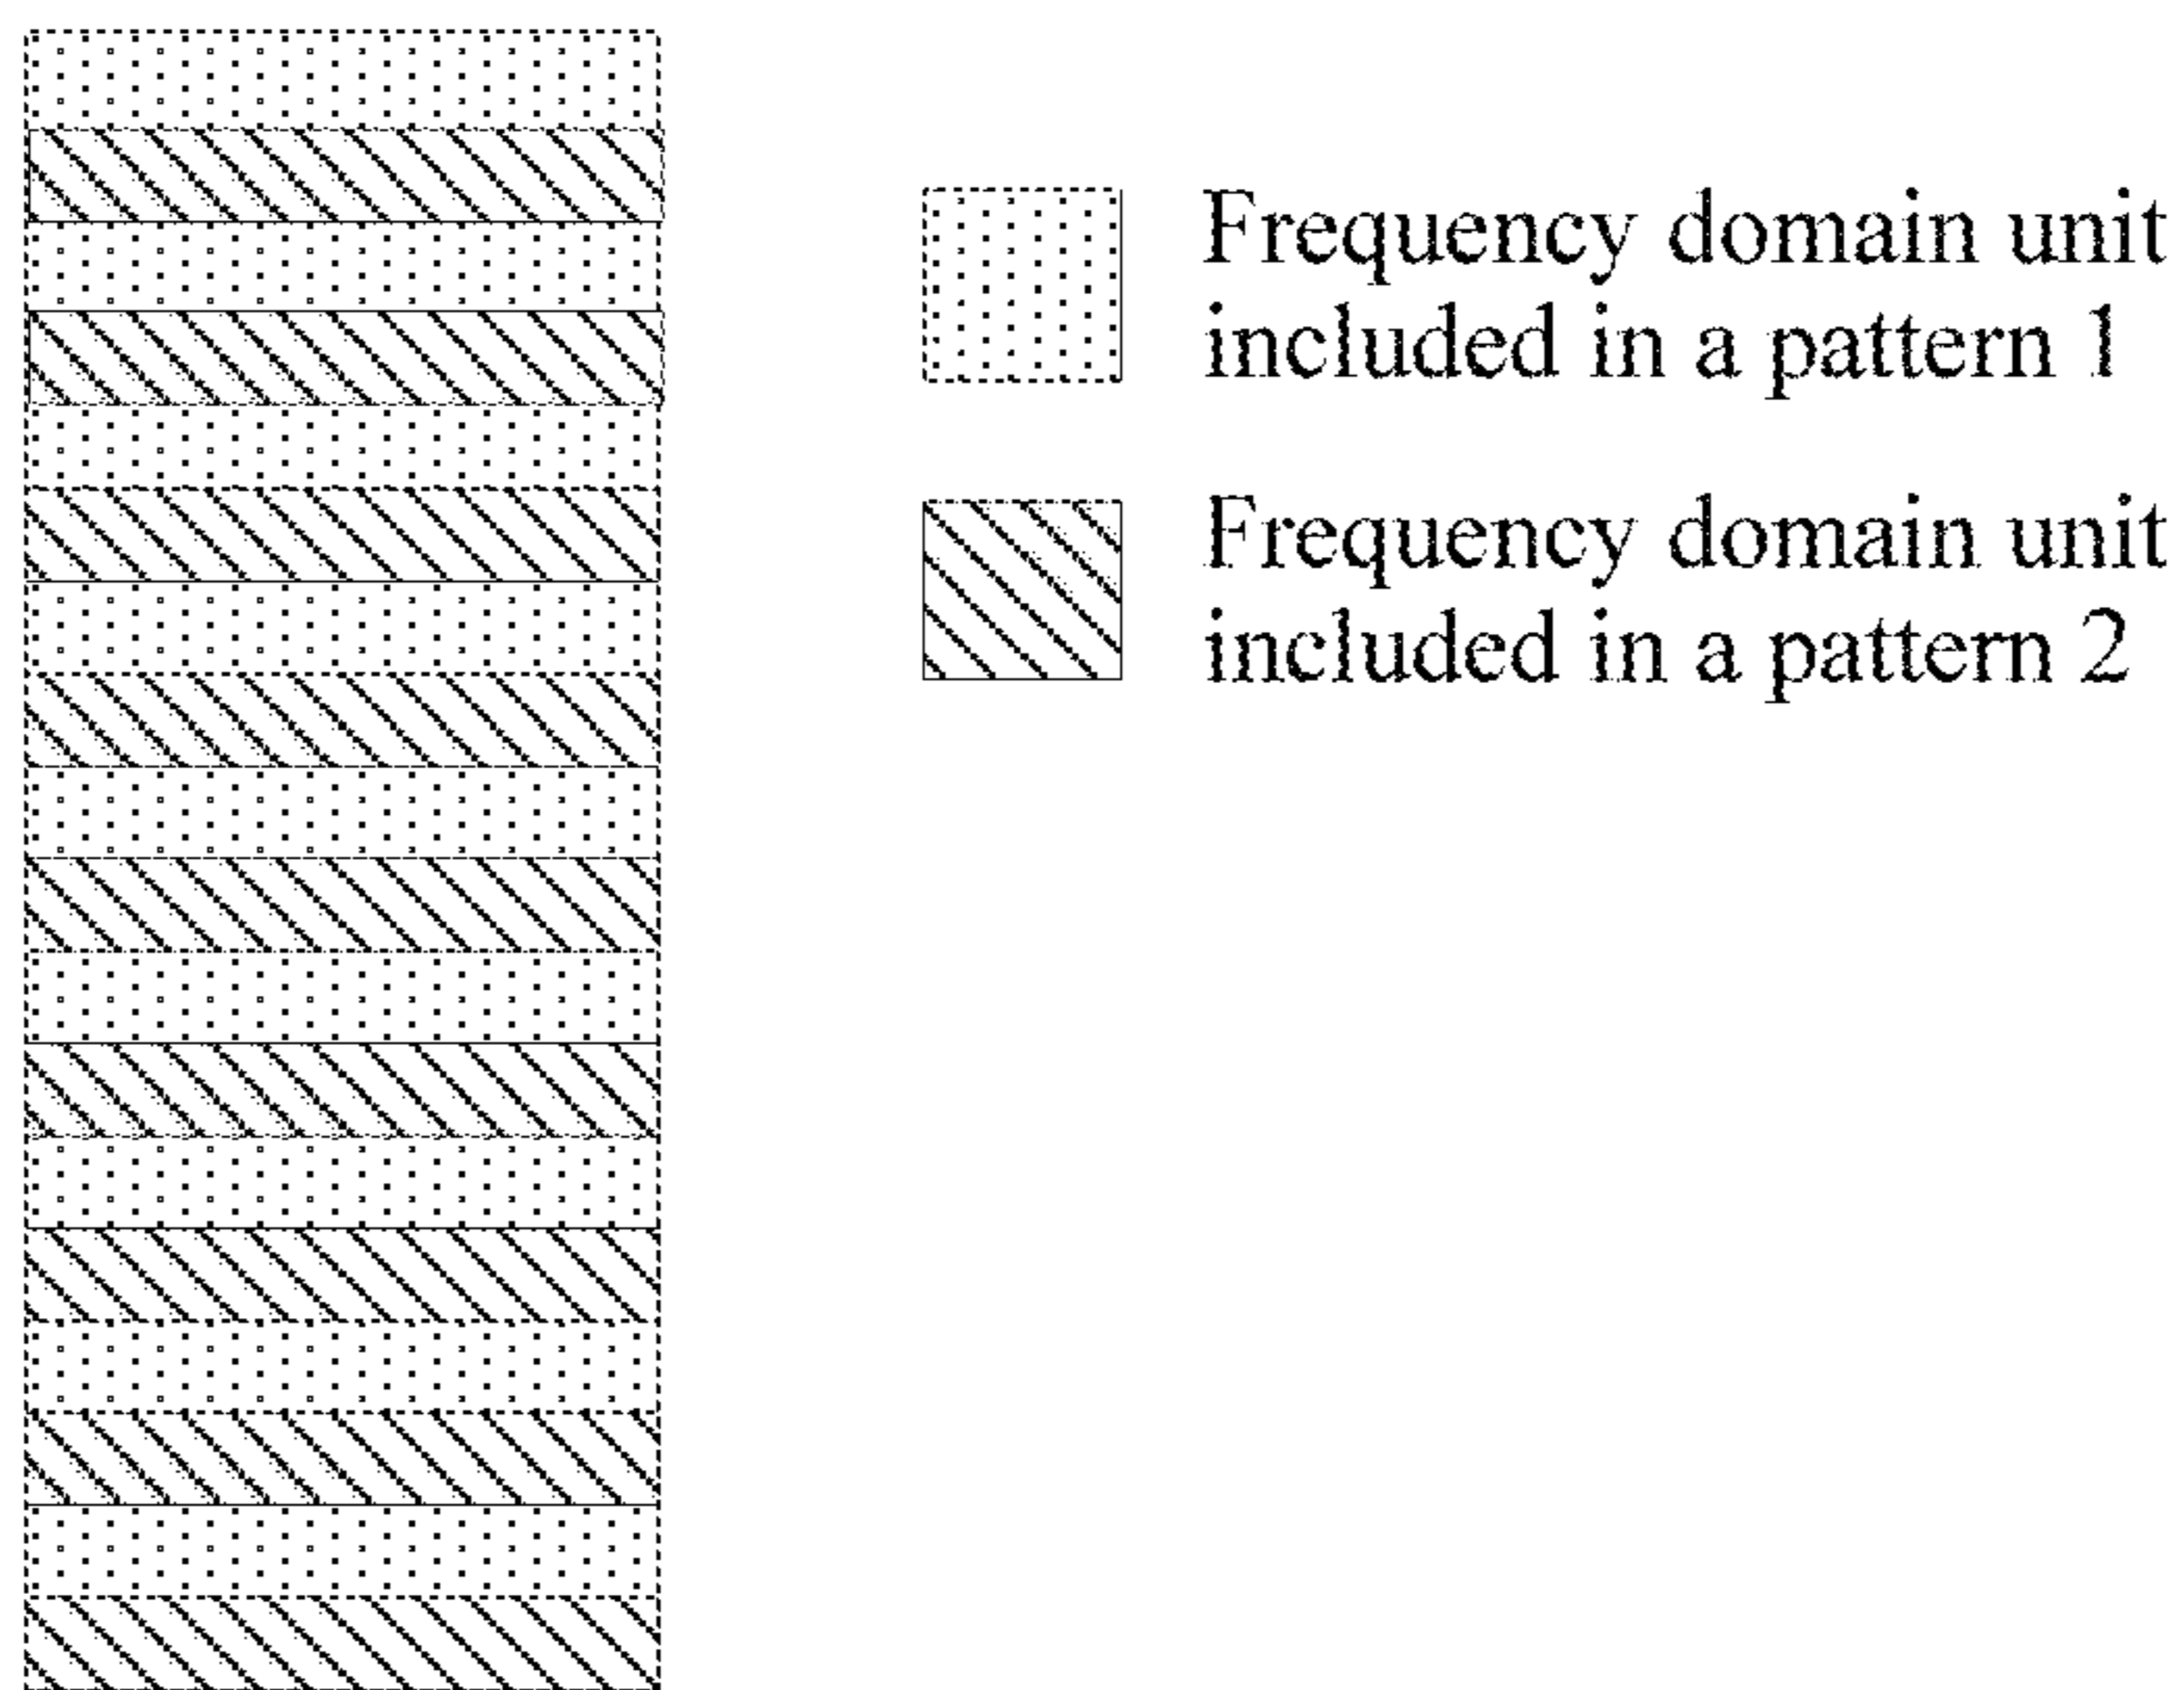 Frequency domain unit
included in a pattern 1
Frequency domain unit
included in a pattern 2